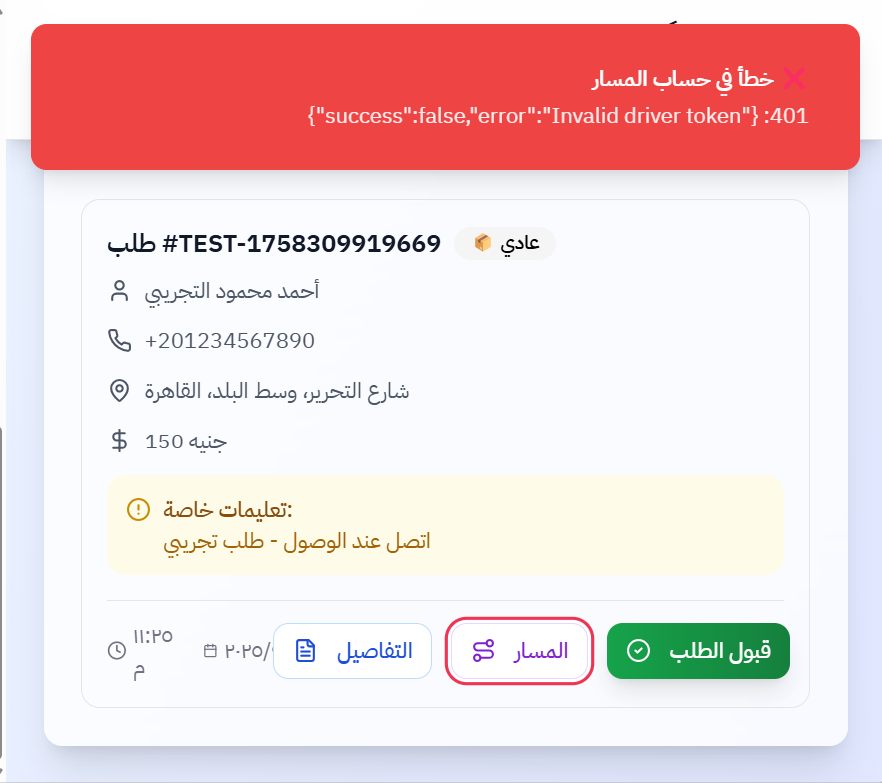 خطأ في حساب المسار
401: {"success":false,"error":"Invalid driver token"}
طلب #TEST-1758309919669
عادي
أحمد محمود التجريبي
+201234567890
شارع التحرير، وسط البلد، القاهرة
150 جنيه
تعليمات خاصة:
اتصل عند الوصول - طلب تجريبي
١١:٢٥ م
٢٠٢٥/
التفاصيل
المسار
قبول الطلب